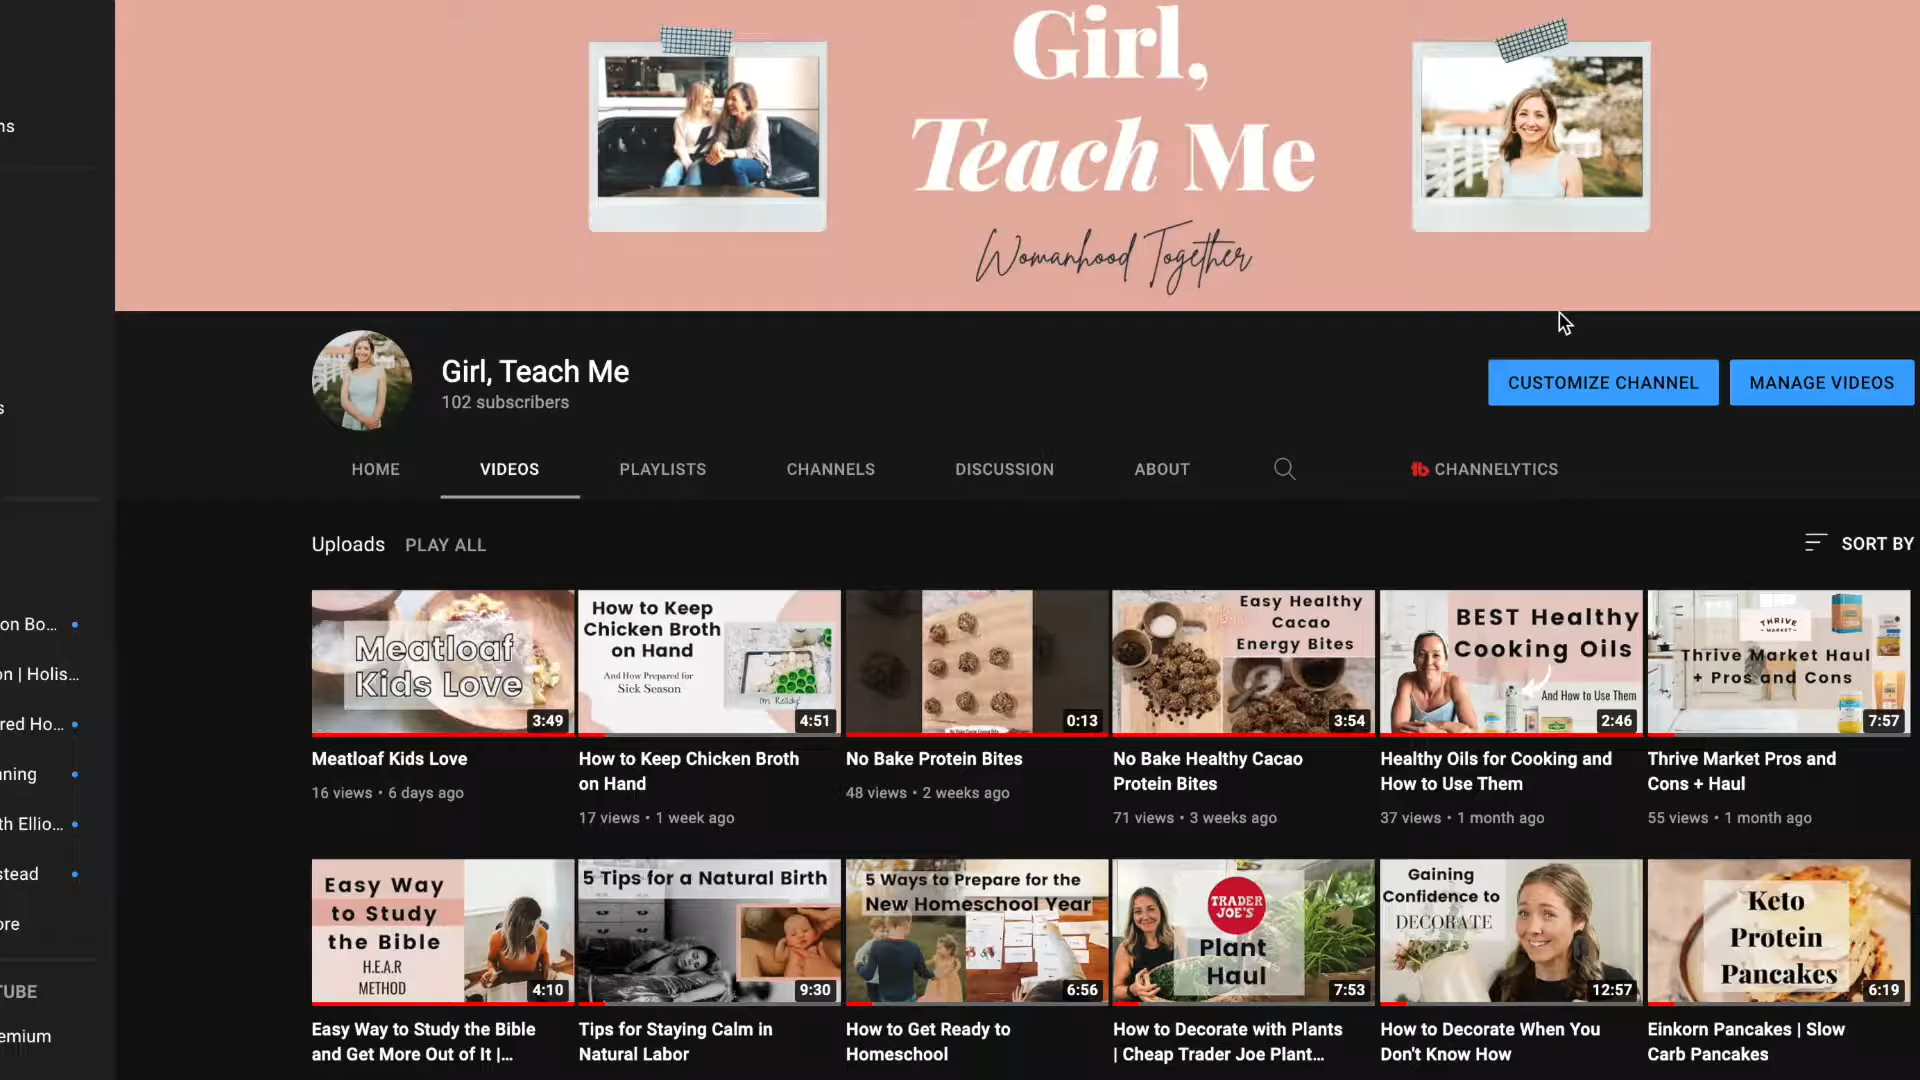 Girl,
Teach Me
Womanhood Together
ns
Girl, Teach Me
102 subscribers
CUSTOMIZE CHANNEL
MANAGE VIDEOS
HOME
VIDEOS
PLAYLISTS
CHANNELS
DISCUSSION
ABOUT
tb CHANNELYTICS
s
Uploads
PLAY ALL
SORT BY
on Bo...
on | Holis...
red Ho...
nning
th Ellio...
stead
ore
TUBE
emium
Meatloaf
Kids Love
3:49
Meatloaf Kids Love
16 views • 6 days ago
How to Keep
Chicken Broth
on Hand
And How Prepared for
Sick Season
I'm Ready!
4:51
How to Keep Chicken Broth
on Hand
17 views • 1 week ago
0:13
No Bake Protein Bites
48 views • 2 weeks ago
Easy Healthy
Cacao
Energy Bites
3:54
No Bake Healthy Cacao
Protein Bites
71 views • 3 weeks ago
BEST Healthy
Cooking Oils
And How to Use Them
2:46
Healthy Oils for Cooking and
How to Use Them
37 views • 1 month ago
THRIVE
MARKET
Thrive Market Haul
+ Pros and Cons
7:57
Thrive Market Pros and
Cons + Haul
55 views • 1 month ago
Easy Way
to Study
the Bible
H.E.A.R
METHOD
4:10
Easy Way to Study the Bible
and Get More Out of It |...
5 Tips for a Natural Birth
9:30
Tips for Staying Calm in
Natural Labor
5 Ways to Prepare for the
New Homeschool Year
6:56
How to Get Ready to
Homeschool
TRADER
JOE'S
Plant
Haul
7:53
How to Decorate with Plants
| Cheap Trader Joe Plant...
Gaining
Confidence to
DECORATE
12:57
How to Decorate When You
Don't Know How
Keto
Protein
Pancakes
6:19
Einkorn Pancakes | Slow
Carb Pancakes